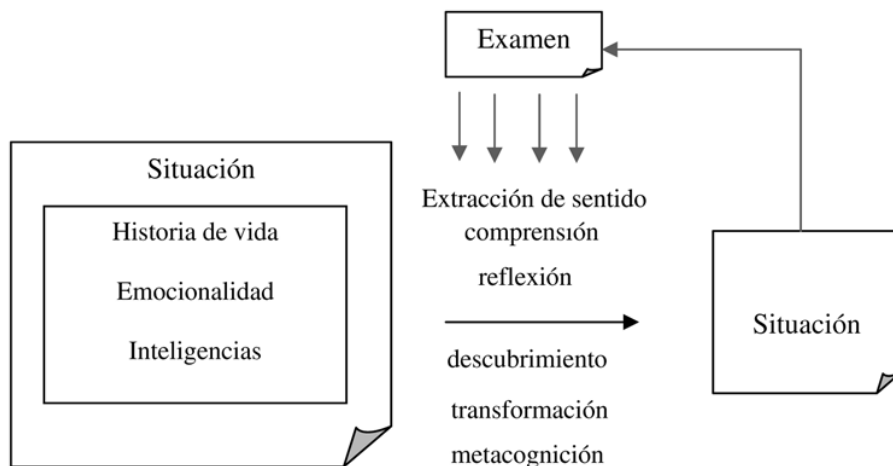 Examen
Situación
Historia de vida
Emocionalidad
Inteligencias
Extracción de sentido
comprensión
reflexión
descubrimiento
transformación
metacognición
Situación